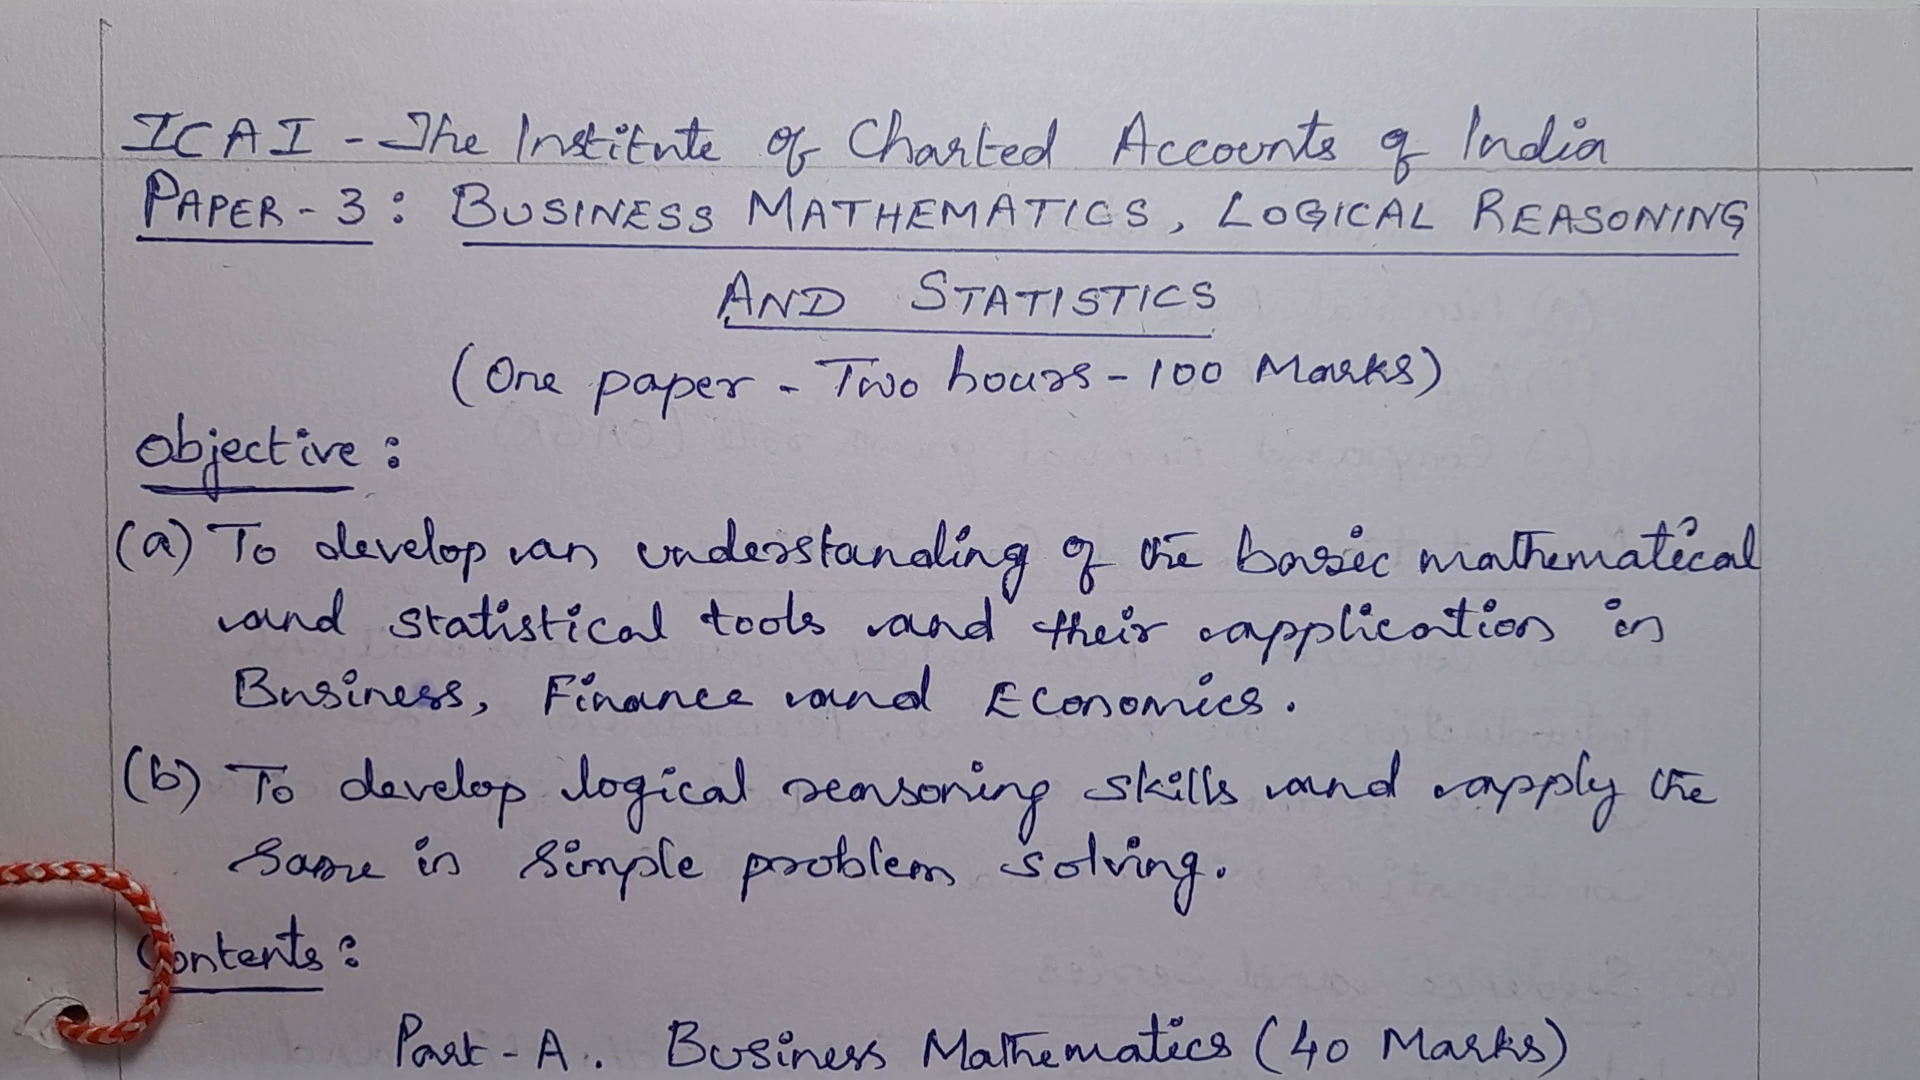 ICAI - The Institute of Charted Accounts of India
PAPER - 3 : BUSINESS MATHEMATICS, LOGICAL REASONING
AND STATISTICS
(One paper - Two hours - 100 Marks)
Objective :
(a) To develop an understanding of the basic mathematical
and statistical tools and their application in
Business, Finance and Economics.
(b) To develop logical reasoning skills and apply the
same in simple problem solving.
Contents :
Part - A. Business Mathematics (40 Marks)